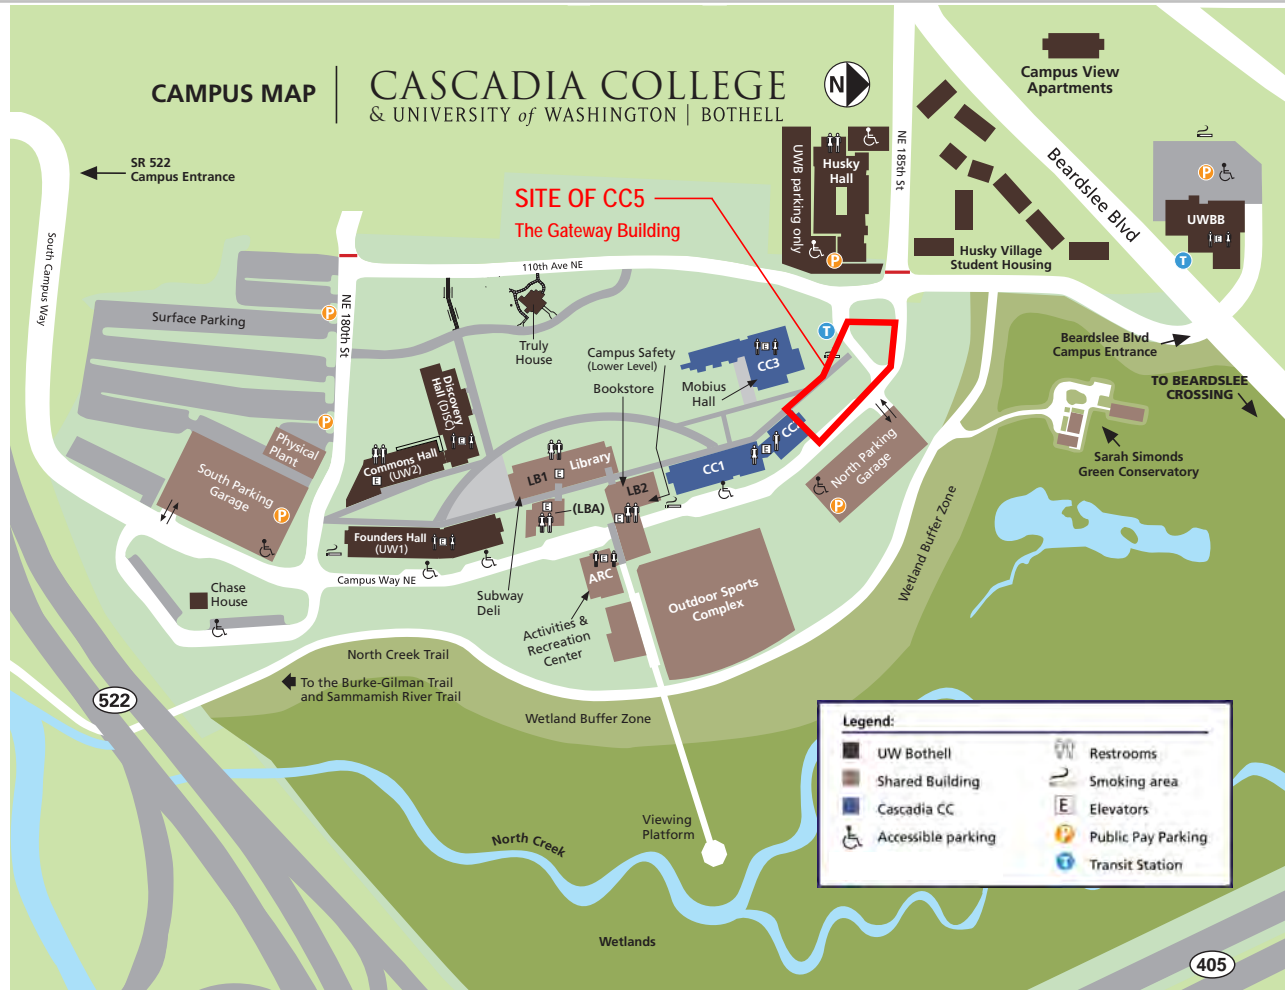 CAMPUS MAP
CASCADIA COLLEGE
& UNIVERSITY of WASHINGTON | BOTHELL
N
Campus View
Apartments
SR 522
Campus Entrance
SITE OF CC5
The Gateway Building
UWB parking only
Husky
Hall
NE 185th St
Beardslee Blvd
P
UWBB
E
T
Husky Village
Student Housing
P
South Campus Way
110th Ave NE
NE 180th St
P
Surface Parking
Truly
House
Campus Safety
(Lower Level)
Bookstore
T
E
CC3
Mobius
Hall
Beardslee Blvd
Campus Entrance
TO BEARDSLEE
CROSSING
Discovery
Hall (DISC)
E
P
Physical
Plant
Commons Hall
(UW2)
E
South Parking
Garage
P
Library
LB1
E
LB2
E
(LBA)
E
CC1
E
CC
North Parking
Garage
P
Sarah Simonds
Green Conservatory
Founders Hall
(UW1)
E
Campus Way NE
Chase
House
Subway
Deli
E
ARC
Activities &
Recreation
Center
Outdoor Sports
Complex
Wetland Buffer Zone
North Creek Trail
To the Burke-Gilman Trail
and Sammamish River Trail
522
Wetland Buffer Zone
Viewing
Platform
North Creek
Wetlands
Legend:
UW Bothell
Shared Building
Cascadia CC
Accessible parking
Restrooms
Smoking area
E Elevators
P Public Pay Parking
T Transit Station
405